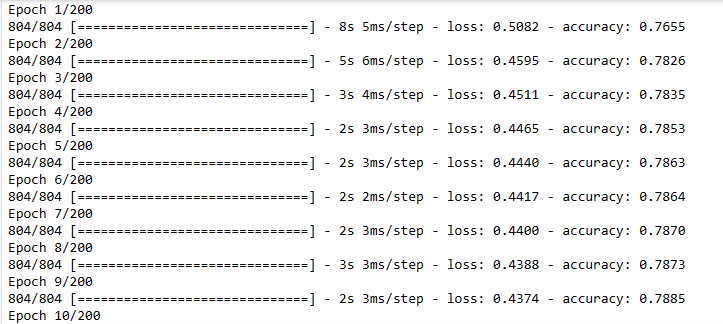 Epoch 1/200
804/804 [==============================] - 8s 5ms/step - loss: 0.5082 - accuracy: 0.7655
Epoch 2/200
804/804 [==============================] - 5s 6ms/step - loss: 0.4595 - accuracy: 0.7826
Epoch 3/200
804/804 [==============================] - 3s 4ms/step - loss: 0.4511 - accuracy: 0.7835
Epoch 4/200
804/804 [==============================] - 2s 3ms/step - loss: 0.4465 - accuracy: 0.7853
Epoch 5/200
804/804 [==============================] - 2s 3ms/step - loss: 0.4440 - accuracy: 0.7863
Epoch 6/200
804/804 [==============================] - 2s 2ms/step - loss: 0.4417 - accuracy: 0.7864
Epoch 7/200
804/804 [==============================] - 2s 3ms/step - loss: 0.4400 - accuracy: 0.7870
Epoch 8/200
804/804 [==============================] - 3s 3ms/step - loss: 0.4388 - accuracy: 0.7873
Epoch 9/200
804/804 [==============================] - 2s 3ms/step - loss: 0.4374 - accuracy: 0.7885
Epoch 10/200